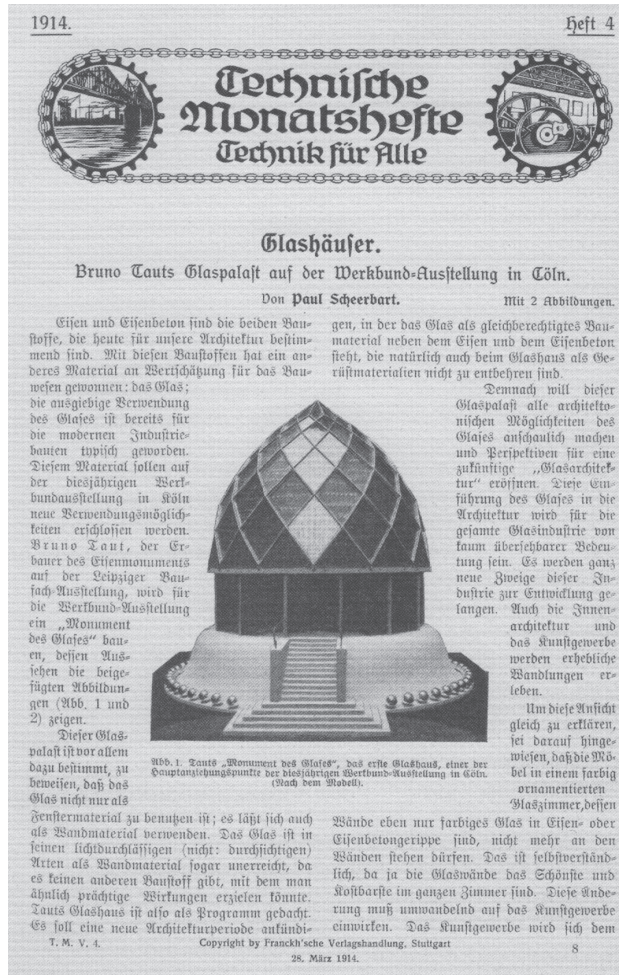 1914.
Heft 4
Technische
Monatshefte
Technik für Alle
Glashäuser.
Bruno Tauts Glaspalast auf der Werkbund-Ausstellung in Cöln.
Von Paul Scheerbart.
Mit 2 Abbildungen.
Eisen und Eisenbeton sind die beiden Bau-
stoffe, die heute für unsere Architektur bestim-
mend sind. Mit diesen Baustoffen hat ein an-
deres Material an Wertschätzung für das Bau-
wesen gewonnen: das Glas;
die ausgiebige Verwendung
des Glases ist bereits für
die modernen Industrie-
bauten typisch geworden.
Diesem Material sollen auf
der diesjährigen Werk-
bundausstellung in Köln
neue Verwendungsmöglich-
keiten erschlossen werden.
Bruno Taut, der Er-
bauer des Eisenmonuments
auf der Leipziger Bau-
fach-Ausstellung, wird für
die Werkbund-Ausstellung
ein „Monument
des Glases“ bau-
en, dessen Aus-
sehen die beige-
fügten Abbildun-
gen (Abb. 1 und
2) zeigen.
Dieser Glas-
palast ist vor allem
dazu bestimmt, zu
beweisen, daß das
Glas nicht nur als
Fenstermaterial zu benutzen ist; es läßt sich auch
als Wandmaterial verwenden. Das Glas ist in
seinen lichtdurchlässigen (nicht: durchsichtigen)
Arten als Wandmaterial sogar unerreicht, da
es keinen anderen Baustoff gibt, mit dem man
ähnlich prächtige Wirkungen erzielen könnte.
Tauts Glashaus ist also als Programm gedacht.
Es soll eine neue Architekturperiode ankündi-
gen, in der das Glas als gleichberechtigtes Bau-
material neben dem Eisen und dem Eisenbeton
steht, die natürlich auch beim Glashaus als Ge-
rüstmaterialien nicht zu entbehren sind.
Demnach will dieser
Glaspalast alle architekto-
nischen Möglichkeiten des
Glases anschaulich machen
und Perspektiven für eine
zukünftige „Glasarchitek-
tur“ eröffnen. Diese Ein-
führung des Glases in die
Architektur wird für die
gesamte Glasindustrie von
kaum übersehbarer Bedeu-
tung sein. Es werden ganz
neue Zweige dieser In-
dustrie zur Entwicklung ge-
langen. Auch die Innen-
architektur und
das Kunstgewerbe
werden erhebliche
Wandlungen er-
leben.
Um diese Ansicht
gleich zu erklären,
sei darauf hinge-
wiesen, daß die Mö-
bel in einem farbig
ornamentierten
Glaszimmer, dessen
Wände eben nur farbiges Glas in Eisen- oder
Eisenbetongerippe sind, nicht mehr an den
Wänden stehen dürfen. Das ist selbstverständ-
lich, da ja die Glaswände das Schönste und
Kostbarste im ganzen Zimmer sind. Diese Ände-
rung muß umwandelnd auf das Kunstgewerbe
einwirken. Das Kunstgewerbe wird sich dem
Abb. 1. Tauts „Monument des Glases“, das erste Glashaus, einer der
Hauptanziehungspunkte der diesjährigen Werkbund-Ausstellung in Cöln.
(Nach dem Modell).
T. M. V, 4.
Copyright by Franckh'sche Verlagshandlung, Stuttgart
28. März 1914.
8